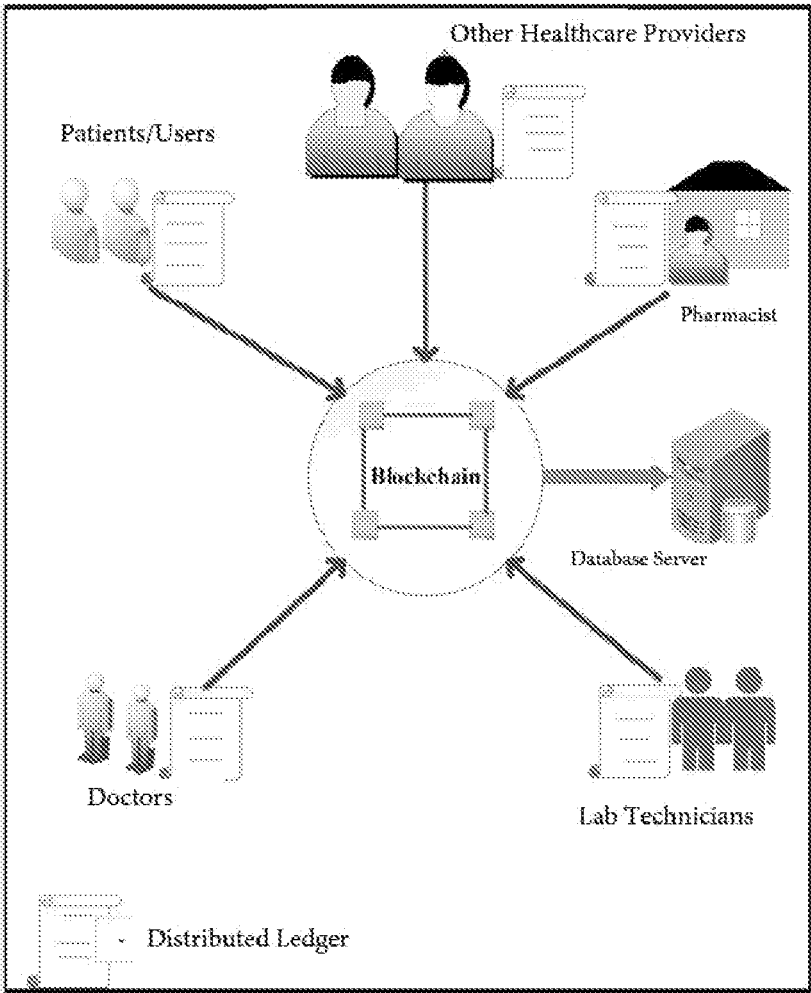 Other Healthcare Providers
Patients/Users
Pharmacist
Blockchain
Database Server
Doctors
Lab Technicians
Distributed Ledger